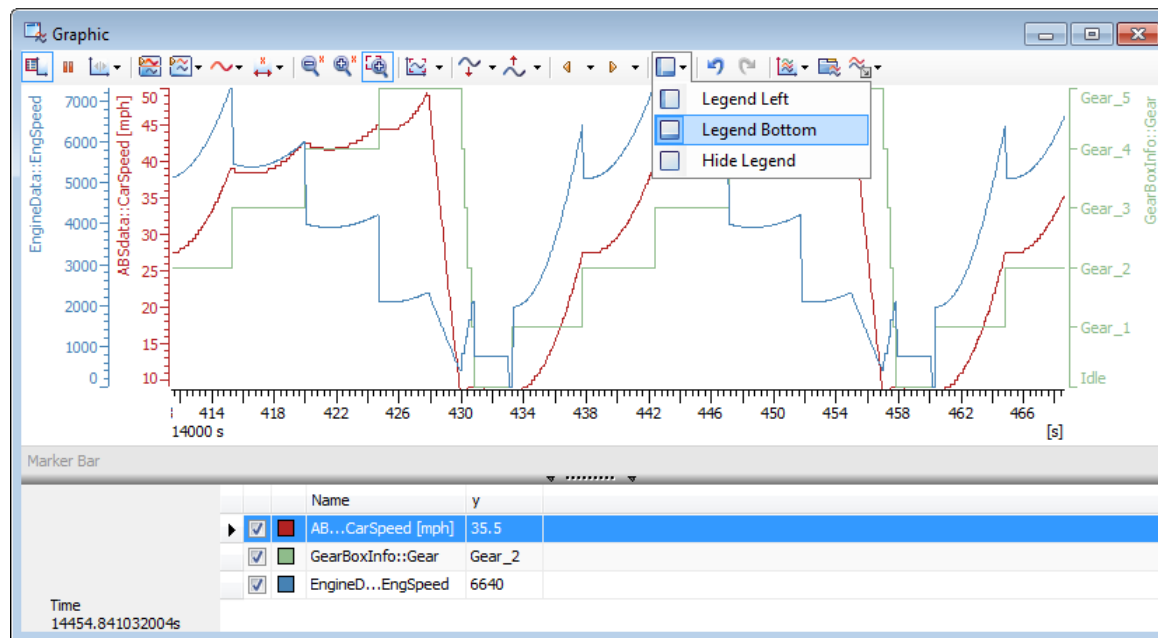 Graphic
Legend Left
Legend Bottom
Hide Legend
EngineData::EngSpeed
7000
6000
5000
4000
3000
2000
1000
0
ABSdata::CarSpeed [mph]
50
45
40
35
30
25
20
15
10
Gear_5
Gear_4
Gear_3
Gear_2
Gear_1
Idle
GearBoxInfo::Gear
414 418 422 426 430 434 438 442 446 450 454 458 462 466
14000 s [s]
Marker Bar
Name y
AB...CarSpeed [mph] 35.5
GearBoxInfo::Gear Gear_2
EngineD...EngSpeed 6640
Time
14454.841032004s